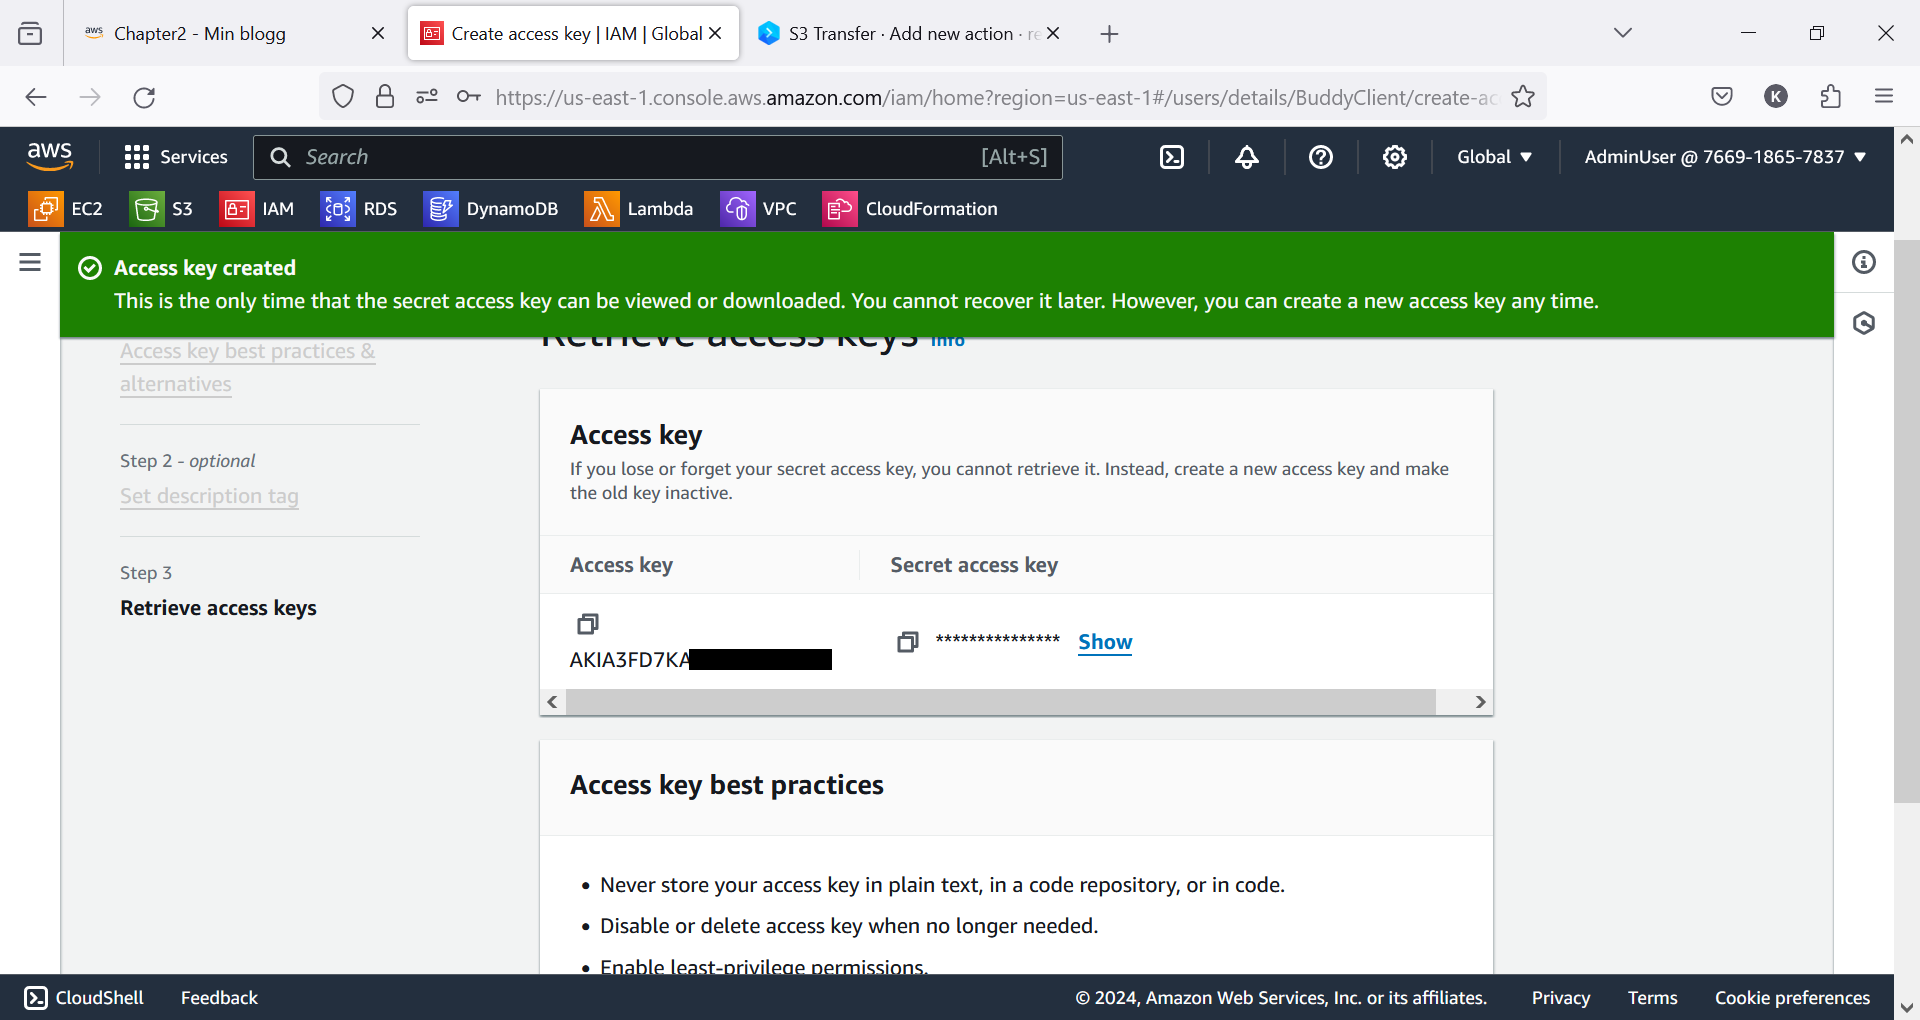 aws Chapter2 - Min blogg
Create access key | IAM | Global
S3 Transfer · Add new action · re
https://us-east-1.console.aws.amazon.com/iam/home?region=us-east-1#/users/details/BuddyClient/create-ac
K
aws
Services
Search
[Alt+S]
Global
AdminUser @ 7669-1865-7837
EC2
S3
IAM
RDS
DynamoDB
Lambda
VPC
CloudFormation
Access key created
This is the only time that the secret access key can be viewed or downloaded. You cannot recover it later. However, you can create a new access key any time.
Retrieve access keys Info
Access key best practices &
alternatives
Step 2 - optional
Set description tag
Step 3
Retrieve access keys
Access key
If you lose or forget your secret access key, you cannot retrieve it. Instead, create a new access key and make
the old key inactive.
Access key
Secret access key
AKIA3FD7KA
*************** Show
Access key best practices
• Never store your access key in plain text, in a code repository, or in code.
• Disable or delete access key when no longer needed.
• Enable least-privilege permissions.
CloudShell
Feedback
© 2024, Amazon Web Services, Inc. or its affiliates.
Privacy
Terms
Cookie preferences